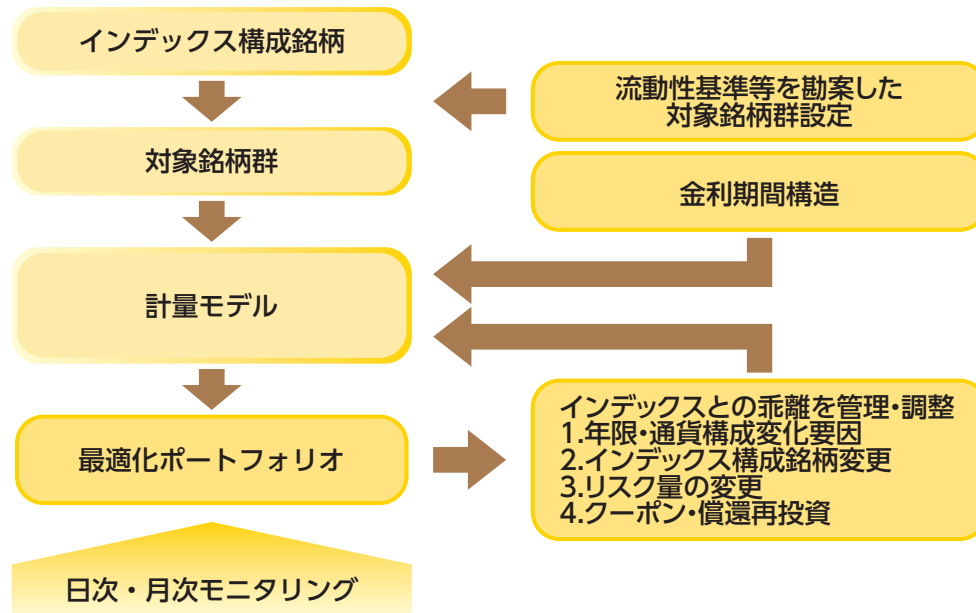 インデックス構成銘柄
流動性基準等を勘案した
対象銘柄群設定
対象銘柄群
金利期間構造
計量モデル
最適化ポートフォリオ
インデックスとの乖離を管理・調整
1.年限・通貨構成変化要因
2.インデックス構成銘柄変更
3.リスク量の変更
4.クーポン・償還再投資
日次・月次モニタリング